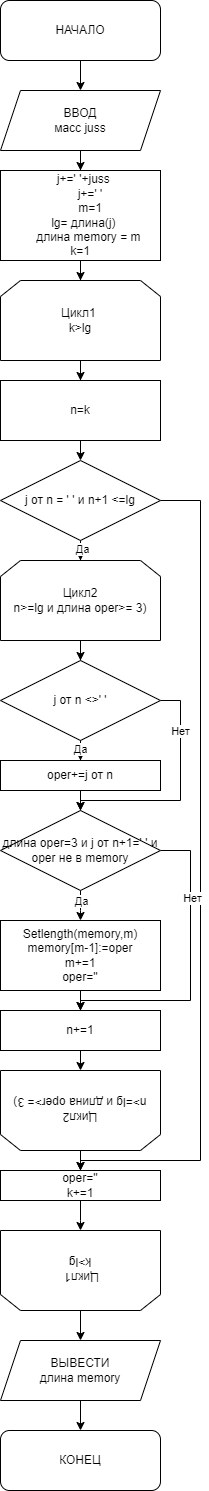 НАЧАЛО
ВВОД
масс juss
j+=' '+juss
j+=' '
m=1
lg= длина(j)
длина memory = m
k=1
Цикл1
k>lg
n=k
j от n = ' ' и n+1 <=lg
Да
Цикл2
n>=lg и длина oper>= 3)
j от n <>' '
Нет
Да
oper+=j от n
длина oper=3 и j от n+1=' ' и
oper не в memory
Нет
Да
Setlength(memory,m)
memory[m-1]:=oper
m+=1
oper=''
n+=1
Цикл2
n>=lg и длина oper>= 3)
oper=''
k+=1
Цикл1
k>lg
ВЫВЕСТИ
длина memory
КОНЕЦ